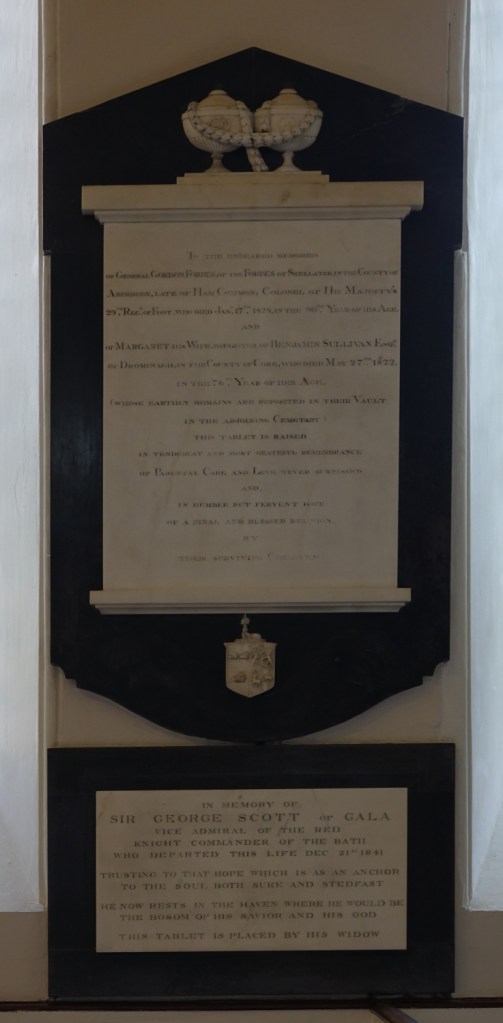 TO THE ENDEARED MEMORIES
OF GENERAL GORDON FORBES, OF THE FORBES OF SKELLATER, IN THE COUNTY OF
ABERDEEN, LATE OF HAM COMMON; COLONEL OF HIS MAJESTY'S
29TH REGT. OF FOOT, WHO DIED JANY. 17TH 1828, IN THE 90TH YEAR OF HIS AGE,
AND
OF MARGARET HIS WIFE, DAUGHTER OF BENJAMIN SULLIVAN ESQRE.
OF IN THE COUNTY OF CORK, WHO DIED MAY 27TH 1822,
IN THE 76TH YEAR OF HER AGE;
(WHOSE EARTHLY REMAINS ARE DEPOSITED IN THEIR VAULT
IN THE ADJOINING CEMETARY)
THIS TABLET IS RAISED
IN TENDEREST AND MOST GRATEFUL REMEMBRANCE
OF PARENTAL CARE AND LOVE NEVER SURPASSED,
AND,
IN HUMBLE BUT FERVENT HOPE
OF A FINAL AND BLESSED REUNION,
BY
THEIR SURVIVING CHILDREN
IN MEMORY OF
SIR GEORGE SCOTT OF GALA
VICE ADMIRAL OF THE RED
KNIGHT COMMANDER OF THE BATH
WHO DEPARTED THIS LIFE DEC 21ST 1841
TRUSTING TO THAT HOPE WHICH IS AS AN ANCHOR
TO THE SOUL BOTH SURE AND STEDFAST
HE NOW RESTS IN THE HAVEN WHERE HE WOULD BE
THE BOSOM OF HIS SAVIOR AND HIS GOD
THIS TABLET IS PLACED BY HIS WIDOW